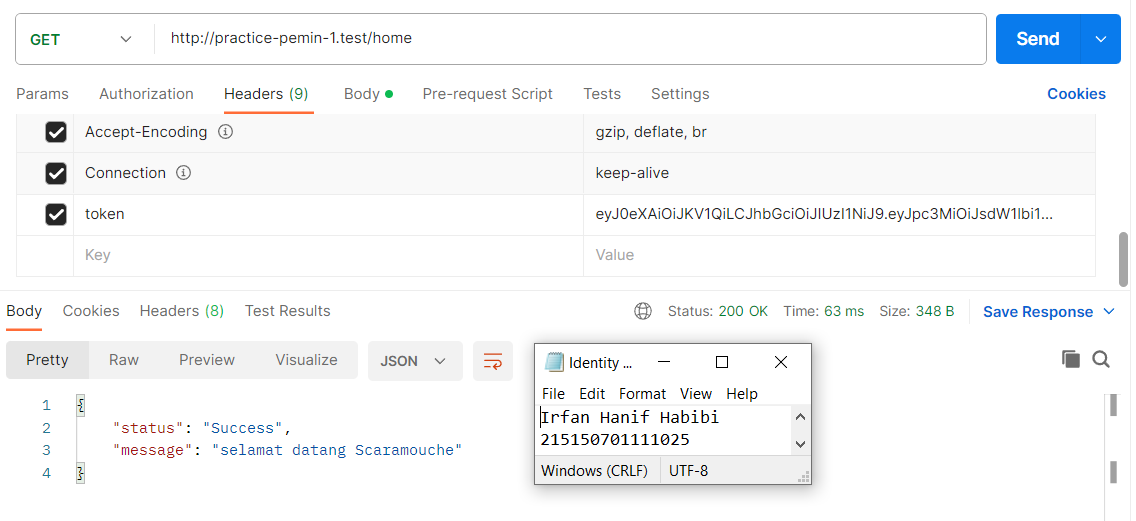 GET http://practice-pemin-1.test/home Send
Params Authorization Headers (9) Body Pre-request Script Tests Settings Cookies
Accept-Encoding gzip, deflate, br
Connection keep-alive
token eyJ0eXAiOiJKV1QiLCJhbGciOiJIUzI1NiJ9.eyJpc3MiOiJsdW1lbi1...
Key Value
Body Cookies Headers (8) Test Results Status: 200 OK Time: 63 ms Size: 348 B Save Response
Pretty Raw Preview Visualize JSON
1 {
2 "status": "Success",
3 "message": "selamat datang Scaramouche"
4 }
Identity ...
File Edit Format View Help
Irfan Hanif Habibi
215150701111025
Windows (CRLF) UTF-8